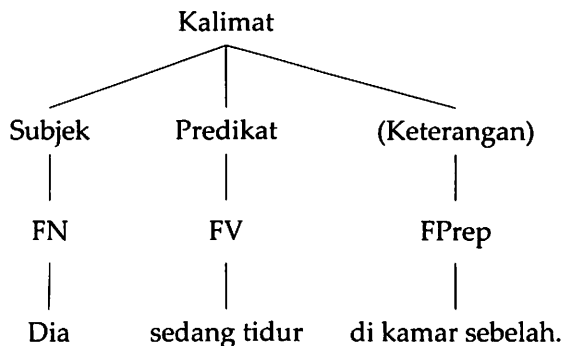 Kalimat
Subjek Predikat (Keterangan)
FN FV FPrep
Dia sedang tidur di kamar sebelah.